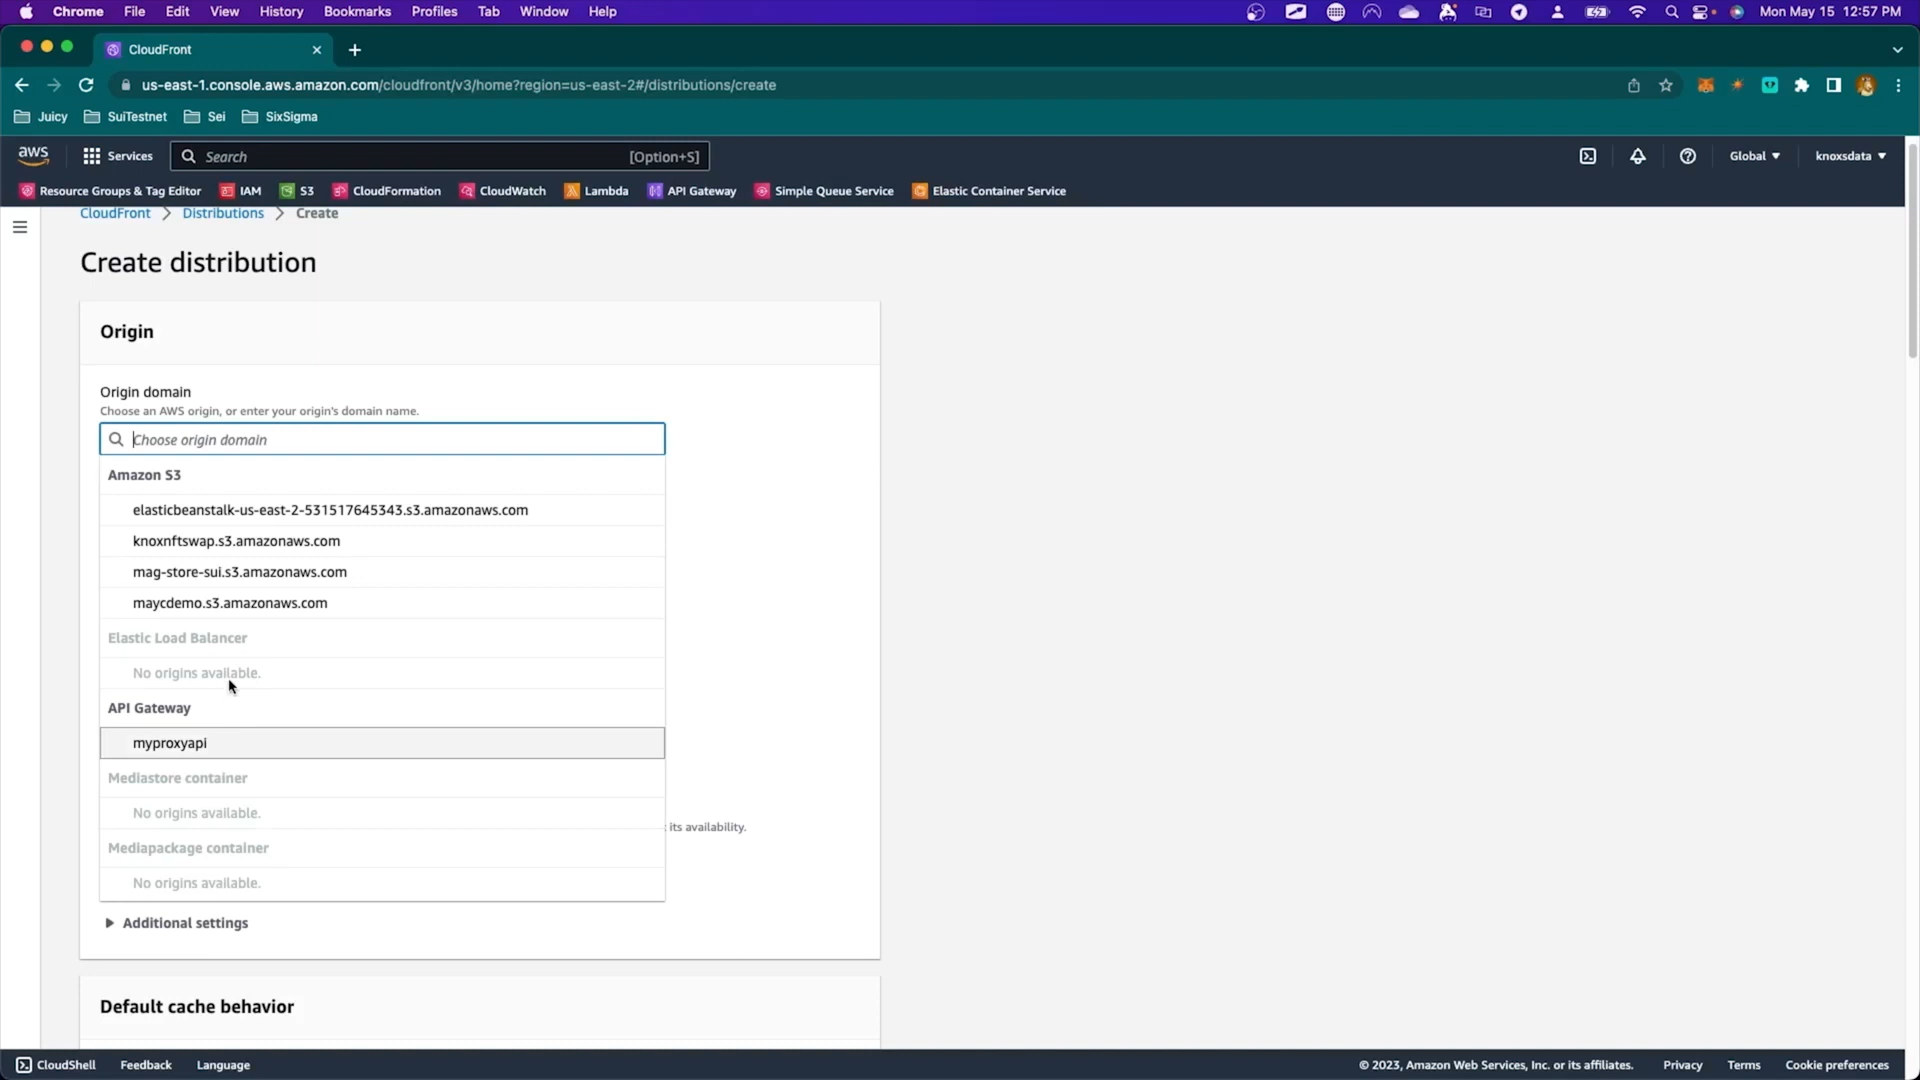 Chrome File Edit View History Bookmarks Profiles Tab Window Help Mon May 15 12:57 PM
CloudFront
us-east-1.console.aws.amazon.com/cloudfront/v3/home?region=us-east-2#/distributions/create
Juicy SuiTestnet Sei SixSigma
aws Services Search [Option+S] Global knoxsdata
Resource Groups & Tag Editor IAM S3 CloudFormation CloudWatch Lambda API Gateway Simple Queue Service Elastic Container Service
CloudFront Distributions Create
Create distribution
Origin
Origin domain
Choose an AWS origin, or enter your origin's domain name.
Choose origin domain
Amazon S3
elasticbeanstalk-us-east-2-531517645343.s3.amazonaws.com
knoxnftswap.s3.amazonaws.com
mag-store-sui.s3.amazonaws.com
maycdemo.s3.amazonaws.com
Elastic Load Balancer
No origins available.
API Gateway
myproxyapi
Mediastore container
No origins available.
its availability.
Mediapackage container
No origins available.
Additional settings
Default cache behavior
CloudShell Feedback Language © 2023, Amazon Web Services, Inc. or its affiliates. Privacy Terms Cookie preferences